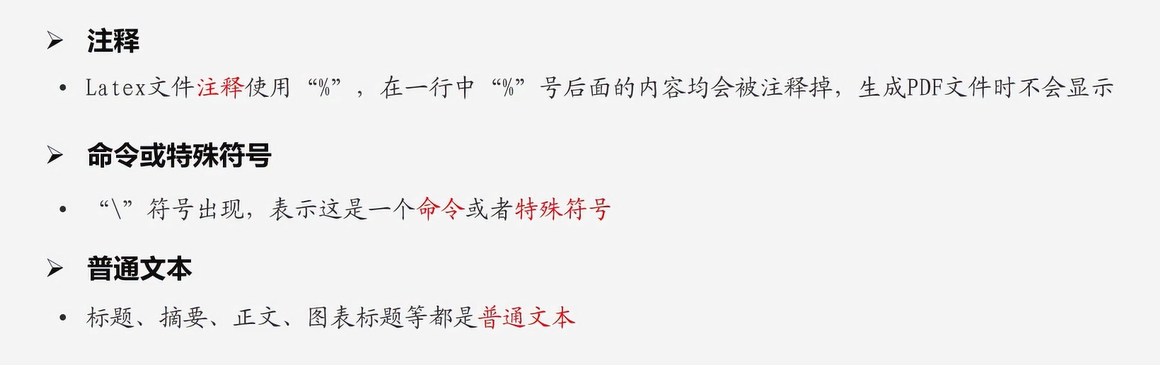 ➢ 注释
• Latex文件注释使用“%”，在一行中“%”号后面的内容均会被注释掉，生成PDF文件时不会显示
➢ 命令或特殊符号
• “\”符号出现，表示这是一个命令或者特殊符号
➢ 普通文本
• 标题、摘要、正文、图表标题等都是普通文本